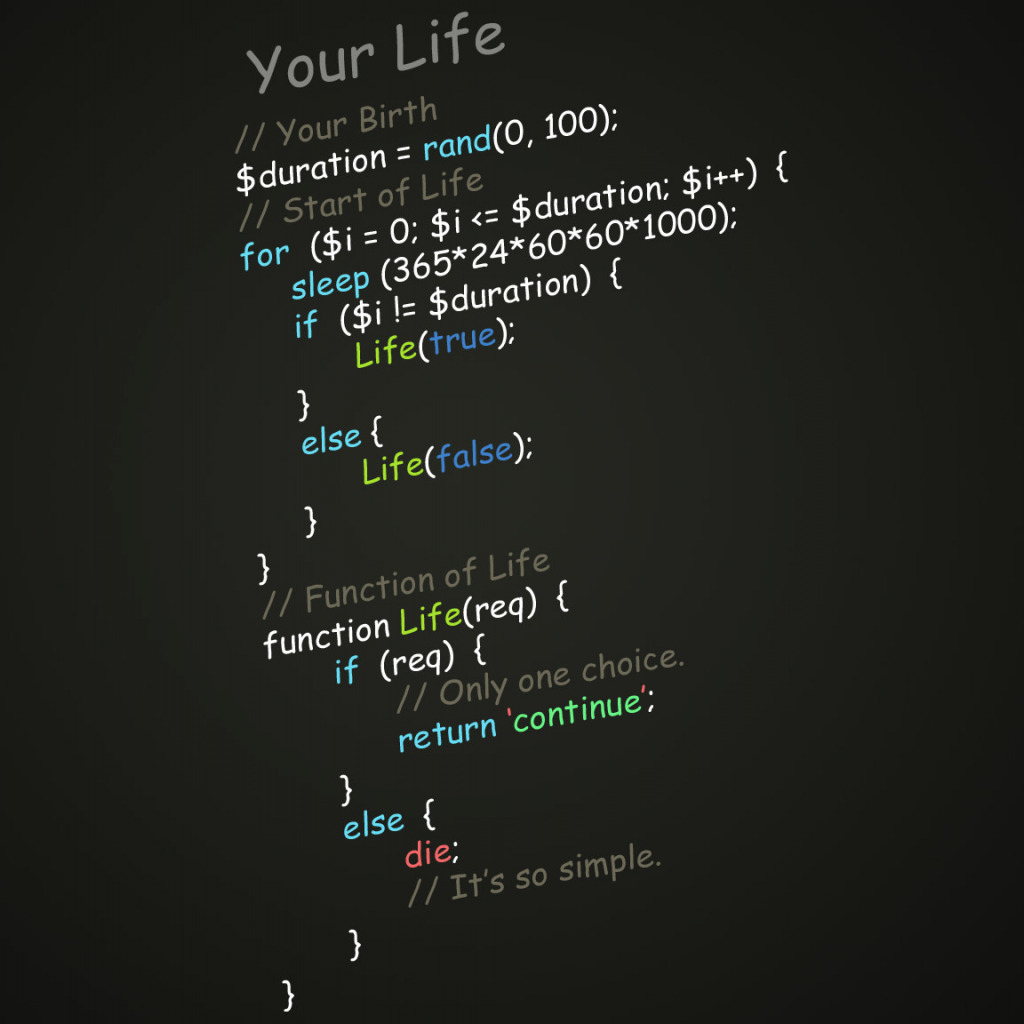 Your Life
// Your Birth
$duration = rand(0, 100);
// Start of Life
for ($i = 0; $i <= $duration; $i++) {
sleep (365*24*60*60*1000);
if ($i != $duration) {
Life(true);
}
else {
Life(false);
}
}
// Function of Life
function Life(req) {
if (req) {
// Only one choice.
return 'continue';
}
else {
die;
// It's so simple.
}
}